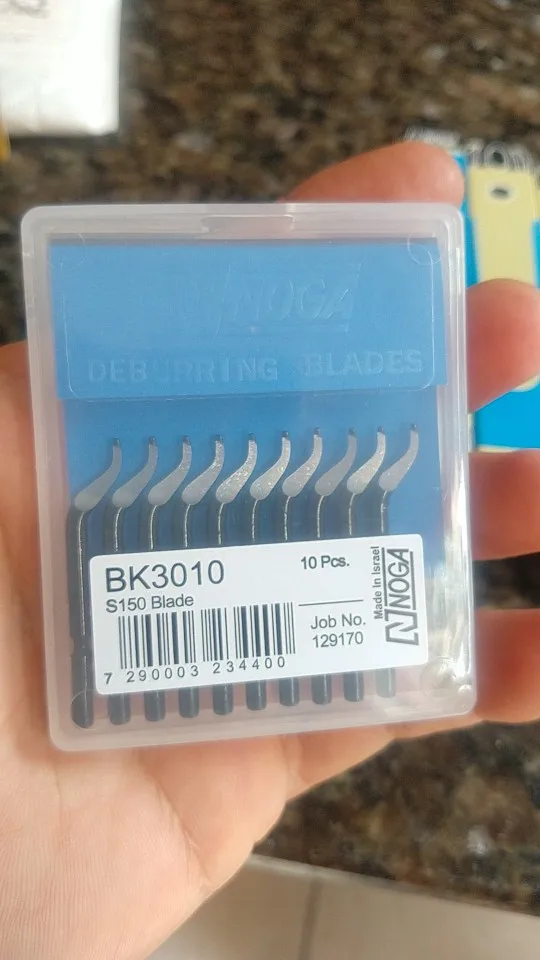 NOGA
DEBURRING BLADES
BK3010
10 Pcs.
S150 Blade
Job No.
129170
7 290003 234400
Made in Israel
NOGA